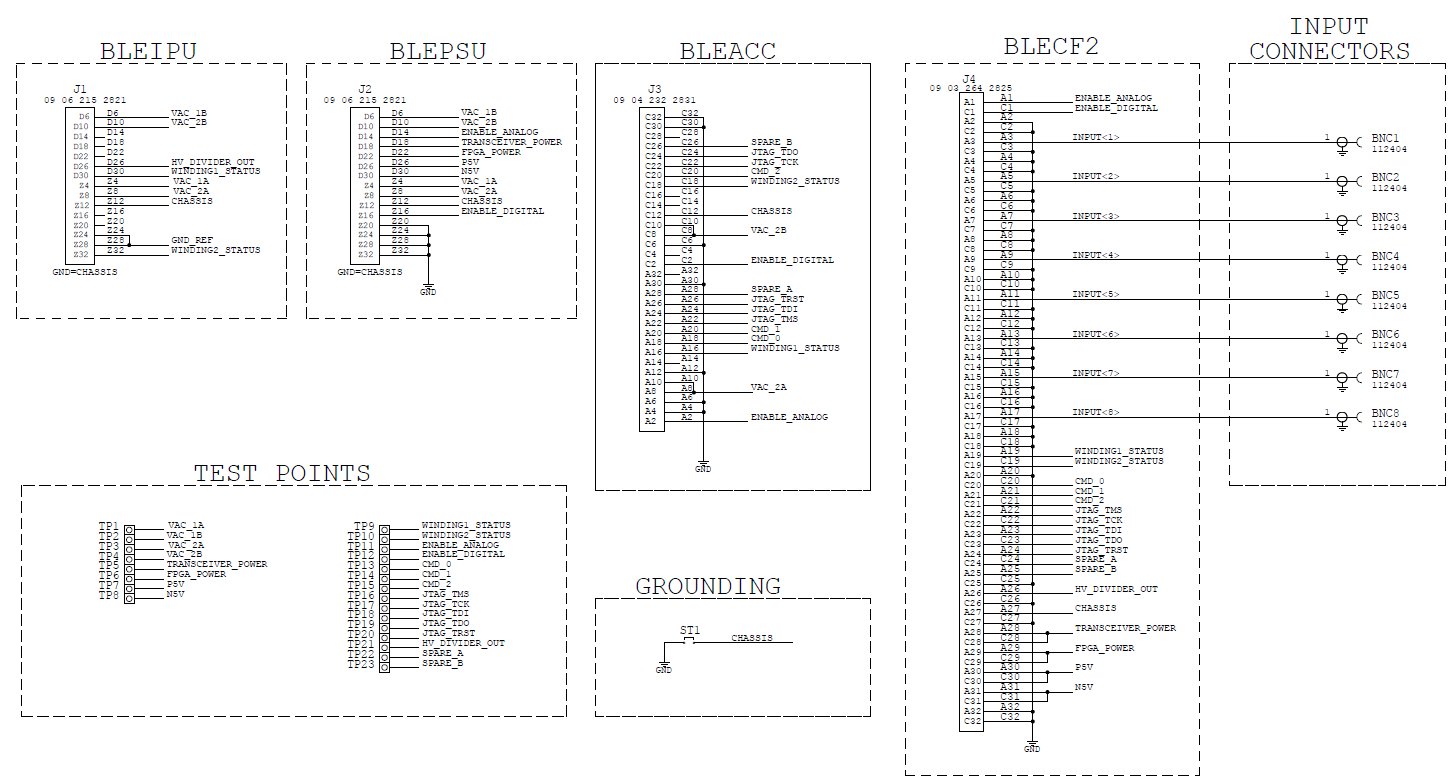 BLEIPU
J1
09 06 215 2821
D6 D6 VAC_1B
D10 D10 VAC_2B
D14 D14
D18 D18
D22 D22
D26 D26 HV_DIVIDER_OUT
D30 D30 WINDING1_STATUS
Z4 Z4 VAC_1A
Z8 Z8 VAC_2A
Z12 Z12 CHASSIS
Z16 Z16
Z20 Z20
Z24 Z24
Z28 Z28 GND_REF
Z32 Z32 WINDING2_STATUS
GND=CHASSIS
BLEPSU
J2
09 06 215 2821
D6 D6 VAC_1B
D10 D10 VAC_2B
D14 D14 ENABLE_ANALOG
D18 D18 TRANSCEIVER_POWER
D22 D22 FPGA_POWER
D26 D26 P5V
D30 D30 N5V
Z4 Z4 VAC_1A
Z8 Z8 VAC_2A
Z12 Z12 CHASSIS
Z16 Z16 ENABLE_DIGITAL
Z20 Z20
Z24 Z24
Z28 Z28
Z32 Z32
GND=CHASSIS
GND
BLEACC
J3
09 04 232 2831
C32 C32
C30 C30
C28 C28
C26 C26 SPARE_B
C24 C24 JTAG_TDO
C22 C22 JTAG_TCK
C20 C20 CMD_2
C18 C18 WINDING2_STATUS
C16 C16
C14 C14
C12 C12 CHASSIS
C10 C10
C8 C8 VAC_2B
C6 C6
C4 C4
C2 C2 ENABLE_DIGITAL
A32 A32
A30 A30
A28 A28 SPARE_A
A26 A26 JTAG_TRST
A24 A24 JTAG_TDI
A22 A22 JTAG_TMS
A20 A20 CMD_1
A18 A18 CMD_0
A16 A16 WINDING1_STATUS
A14 A14
A12 A12
A10 A10
A8 A8 VAC_2A
A6 A6
A4 A4
A2 A2 ENABLE_ANALOG
GND
BLECF2
J4
09 03 264 2825
A1 A1 ENABLE_ANALOG
C1 C1 ENABLE_DIGITAL
A2
C2 C2
A3 A3 INPUT<1>
C3 C3
A4 A4
C4 C4
A5 A5 INPUT<2>
C5 C5
A6 A6
C6 C6
A7 A7 INPUT<3>
C7 C7
A8 A8
C8 C8
A9 A9 INPUT<4>
C9 C9
A10 A10
C10 C10
A11 A11 INPUT<5>
C11 C11
A12 A12
C12 C12
A13 A13 INPUT<6>
C13 C13
A14 A14
C14 C14
A15 A15 INPUT<7>
C15 C15
A16 A16
C16 C16
A17 A17 INPUT<8>
C17 C17
A18 A18
C18 C18
A19 A19 WINDING1_STATUS
C19 C19 WINDING2_STATUS
A20 A20
C20 C20 CMD_0
A21 A21 CMD_1
C21 C21 CMD_2
A22 A22 JTAG_TMS
C22 C22 JTAG_TCK
A23 A23 JTAG_TDI
C23 C23 JTAG_TDO
A24 A24 JTAG_TRST
C24 C24 SPARE_A
A25 A25 SPARE_B
C25 C25
A26 A26 HV_DIVIDER_OUT
C26 C26
A27 A27 CHASSIS
C27 C27
A28 A28 TRANSCEIVER_POWER
C28 C28
A29 A29 FPGA_POWER
C29 C29
A30 A30 P5V
C30 C30
A31 A31 N5V
C31 C31
A32 A32
C32 C32
GND
INPUT
CONNECTORS
1 BNC1
112404
1 BNC2
112404
1 BNC3
112404
1 BNC4
112404
1 BNC5
112404
1 BNC6
112404
1 BNC7
112404
1 BNC8
112404
TEST POINTS
TP1 VAC_1A
TP2 VAC_1B
TP3 VAC_2A
TP4 VAC_2B
TP5 TRANSCEIVER_POWER
TP6 FPGA_POWER
TP7 P5V
TP8 N5V
TP9 WINDING1_STATUS
TP10 WINDING2_STATUS
TP11 ENABLE_ANALOG
TP12 ENABLE_DIGITAL
TP13 CMD_0
TP14 CMD_1
TP15 CMD_2
TP16 JTAG_TMS
TP17 JTAG_TCK
TP18 JTAG_TDI
TP19 JTAG_TDO
TP20 JTAG_TRST
TP21 HV_DIVIDER_OUT
TP22 SPARE_A
TP23 SPARE_B
GROUNDING
ST1
CHASSIS
GND